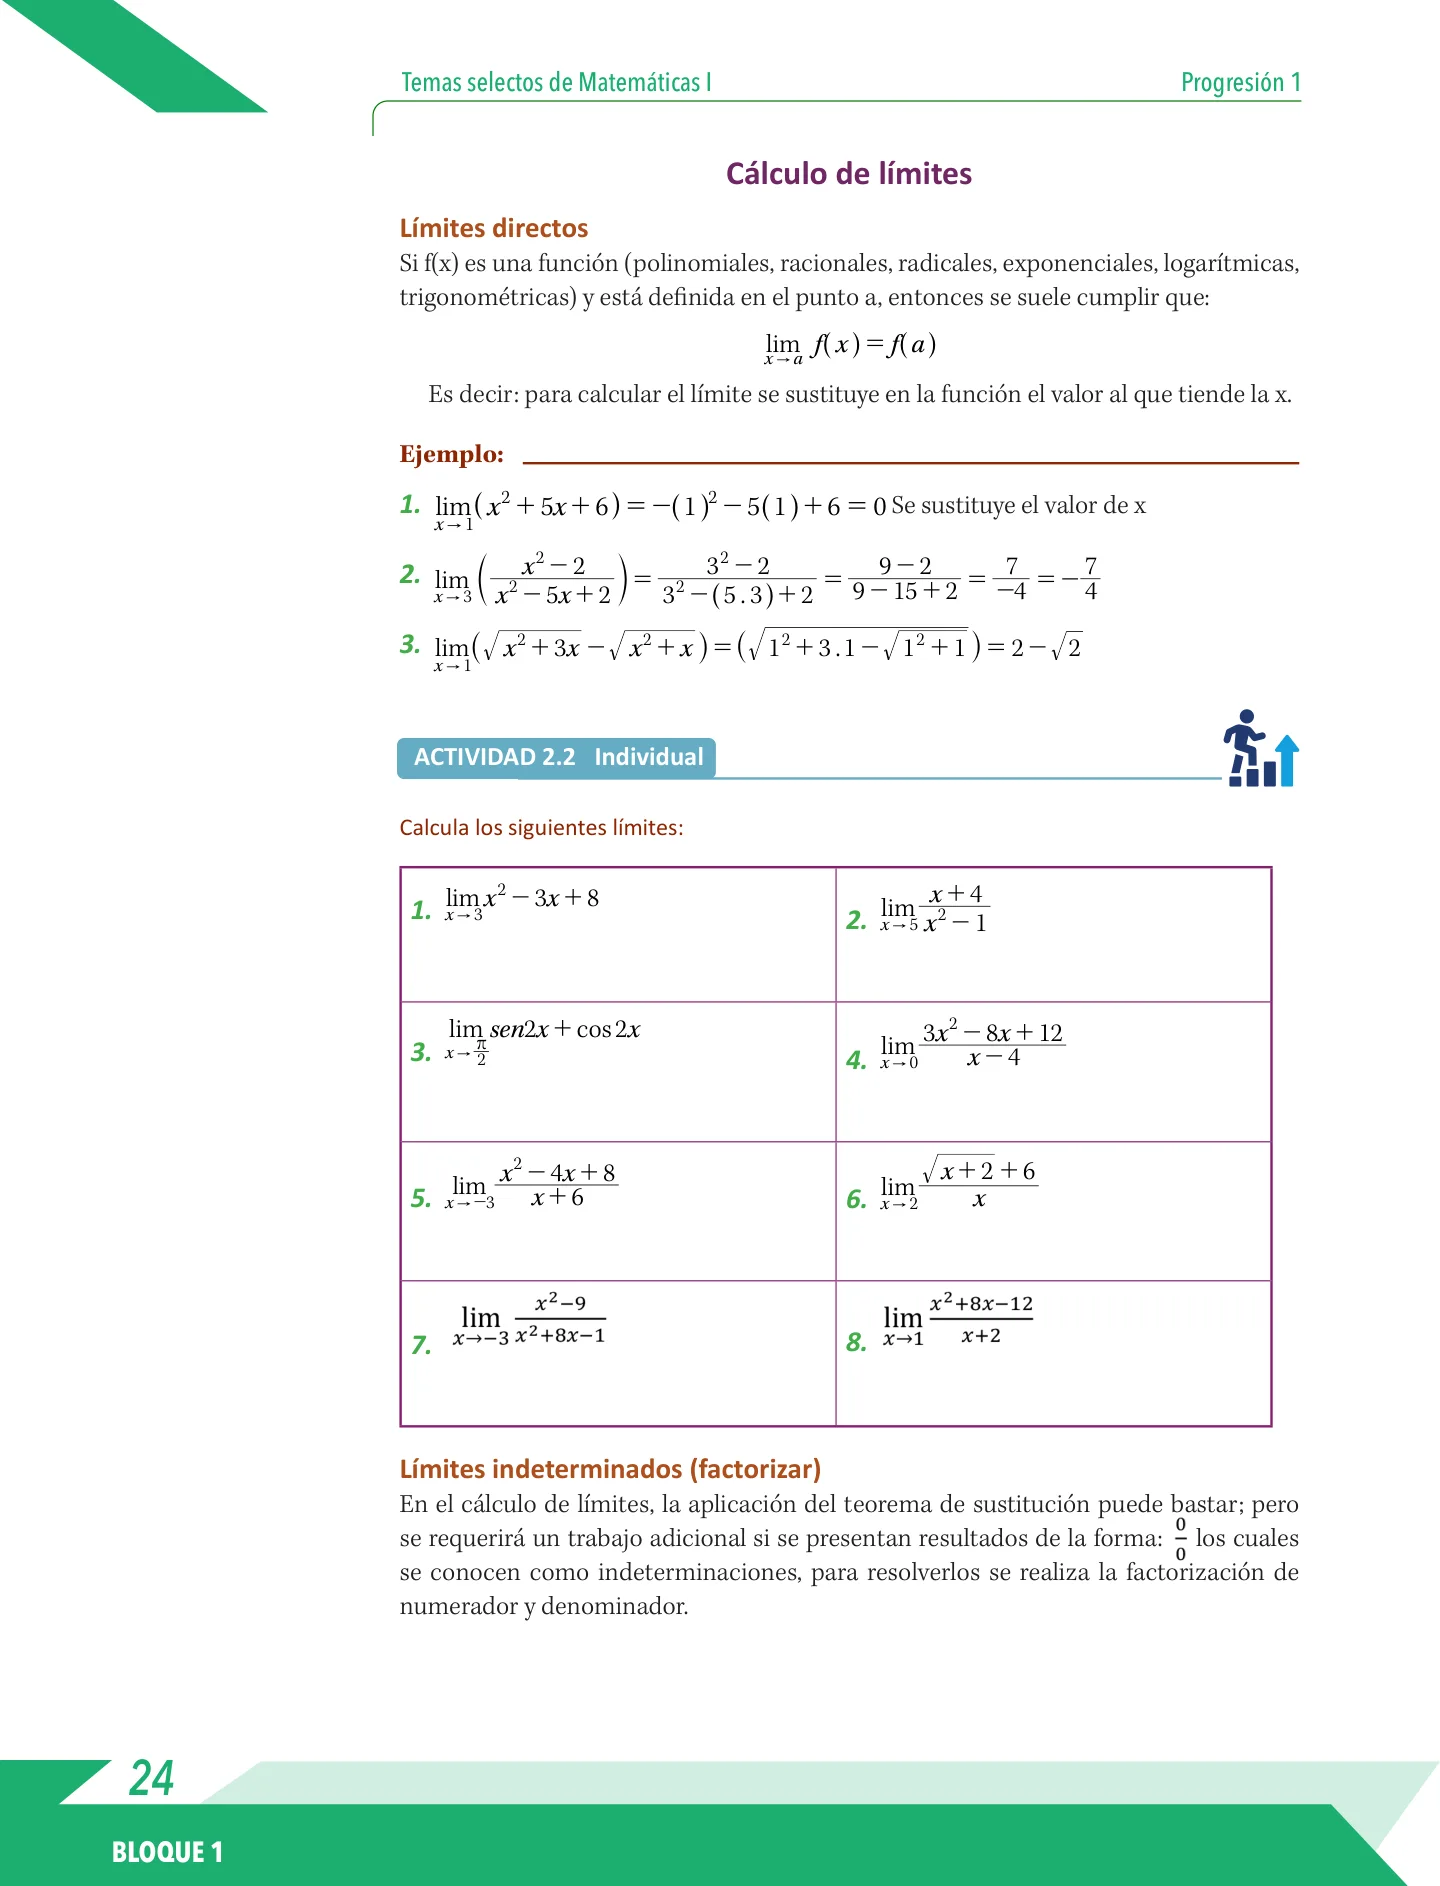 Temas selectos de Matemáticas I
Progresión 1
Cálculo de límites
Límites directos
Si f(x) es una función (polinomiales, racionales, radicales, exponenciales, logarítmicas,
trigonométricas) y está definida en el punto a, entonces se suele cumplir que:
lim x→a f(x) = f(a)
Es decir: para calcular el límite se sustituye en la función el valor al que tiende la x.
Ejemplo:
1. lim x→1 (x² + 5x + 6) = −(1)² − 5(1) + 6 = 0 Se sustituye el valor de x
2. lim x→3 ((x² − 2)/(x² − 5x + 2)) = (3² − 2)/(3² − (5 . 3) + 2) = (9 − 2)/(9 − 15 + 2) = 7/−4 = −7/4
3. lim x→1 (√(x² + 3x) − √(x² + x)) = (√(1² + 3 . 1 − √(1² + 1))) = 2 − √2
ACTIVIDAD 2.2 Individual
Calcula los siguientes límites:
1. lim x→3 x² − 3x + 8
2. lim x→5 (x + 4)/(x² − 1)
3. lim x→π/2 sen2x + cos 2x
4. lim x→0 (3x² − 8x + 12)/(x − 4)
5. lim x→−3 (x² − 4x + 8)/(x + 6)
6. lim x→2 (√(x + 2) + 6)/x
7. lim x→−3 (x²−9)/(x²+8x−1)
8. lim x→1 (x²+8x−12)/(x+2)
Límites indeterminados (factorizar)
En el cálculo de límites, la aplicación del teorema de sustitución puede bastar; pero
se requerirá un trabajo adicional si se presentan resultados de la forma: 0/0 los cuales
se conocen como indeterminaciones, para resolverlos se realiza la factorización de
numerador y denominador.
24
BLOQUE 1